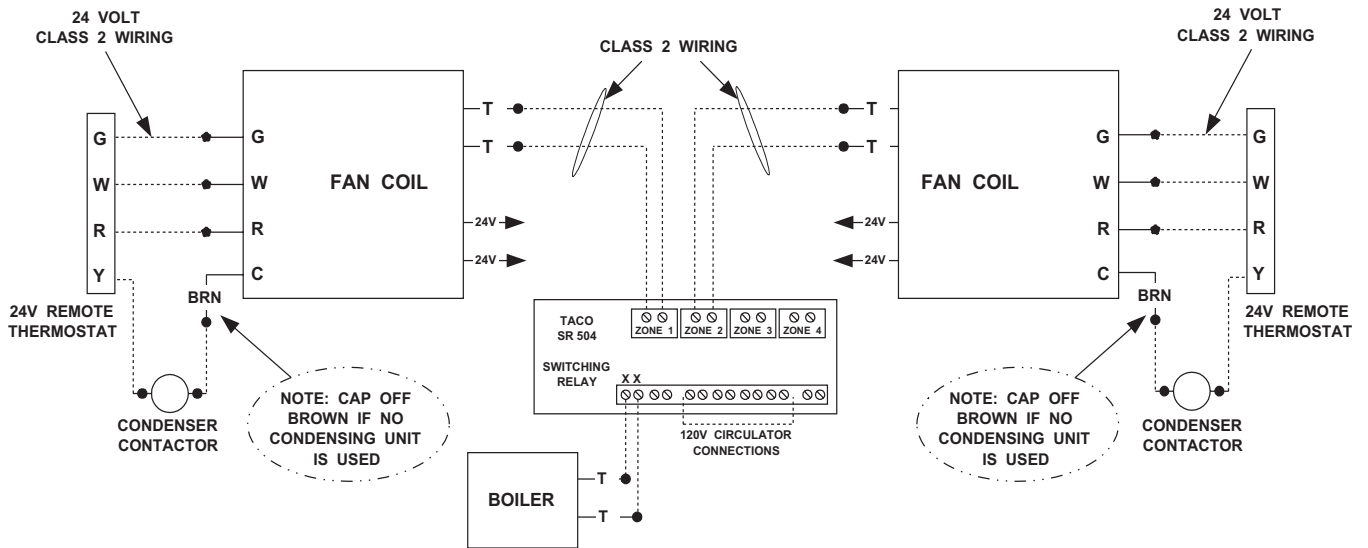 24 VOLT
CLASS 2 WIRING
CLASS 2 WIRING
24 VOLT
CLASS 2 WIRING
G
W
R
Y
24V REMOTE
THERMOSTAT
G
W
R
C
BRN
FAN COIL
T
T
24V
24V
NOTE: CAP OFF
BROWN IF NO
CONDENSING UNIT
IS USED
CONDENSER
CONTACTOR
TACO
SR 504
SWITCHING
RELAY
ZONE 1
ZONE 2
ZONE 3
ZONE 4
X X
120V CIRCULATOR
CONNECTIONS
BOILER
T
T
T
T
24V
24V
FAN COIL
G
W
R
C
BRN
G
W
R
Y
24V REMOTE
THERMOSTAT
NOTE: CAP OFF
BROWN IF NO
CONDENSING UNIT
IS USED
CONDENSER
CONTACTOR